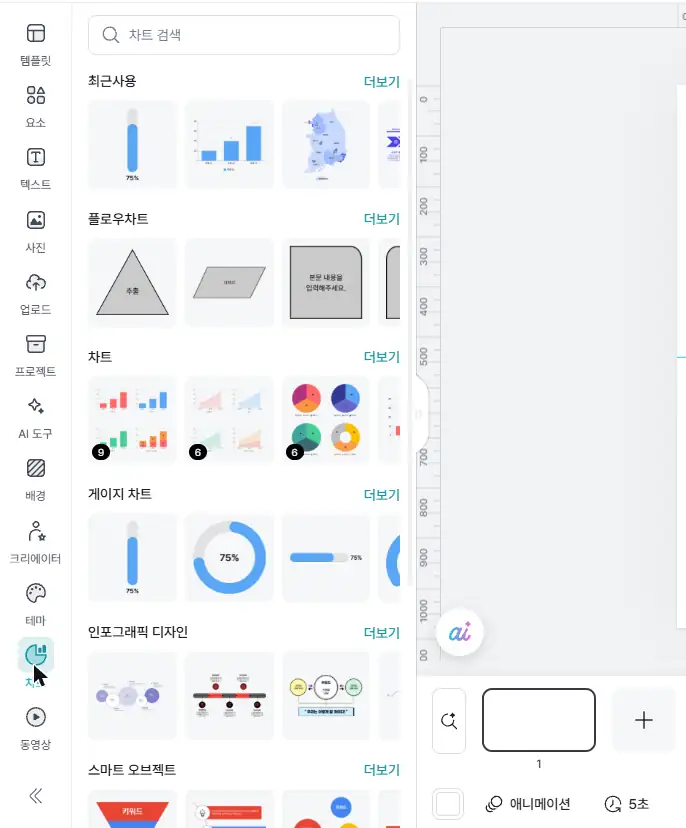 차트 검색
템플릿
요소
텍스트
사진
업로드
프로젝트
AI 도구
배경
크리에이터
테마
동영상
최근사용
더보기
75%
플로우차트
더보기
추출
본문 내용을
입력해주세요.
차트
더보기
9
6
6
게이지 차트
더보기
75%
75%
75%
인포그래픽 디자인
더보기
스마트 오브젝트
더보기
키워드
0
100
200
300
400
500
700
800
900
1000
ai
1
애니메이션
5초